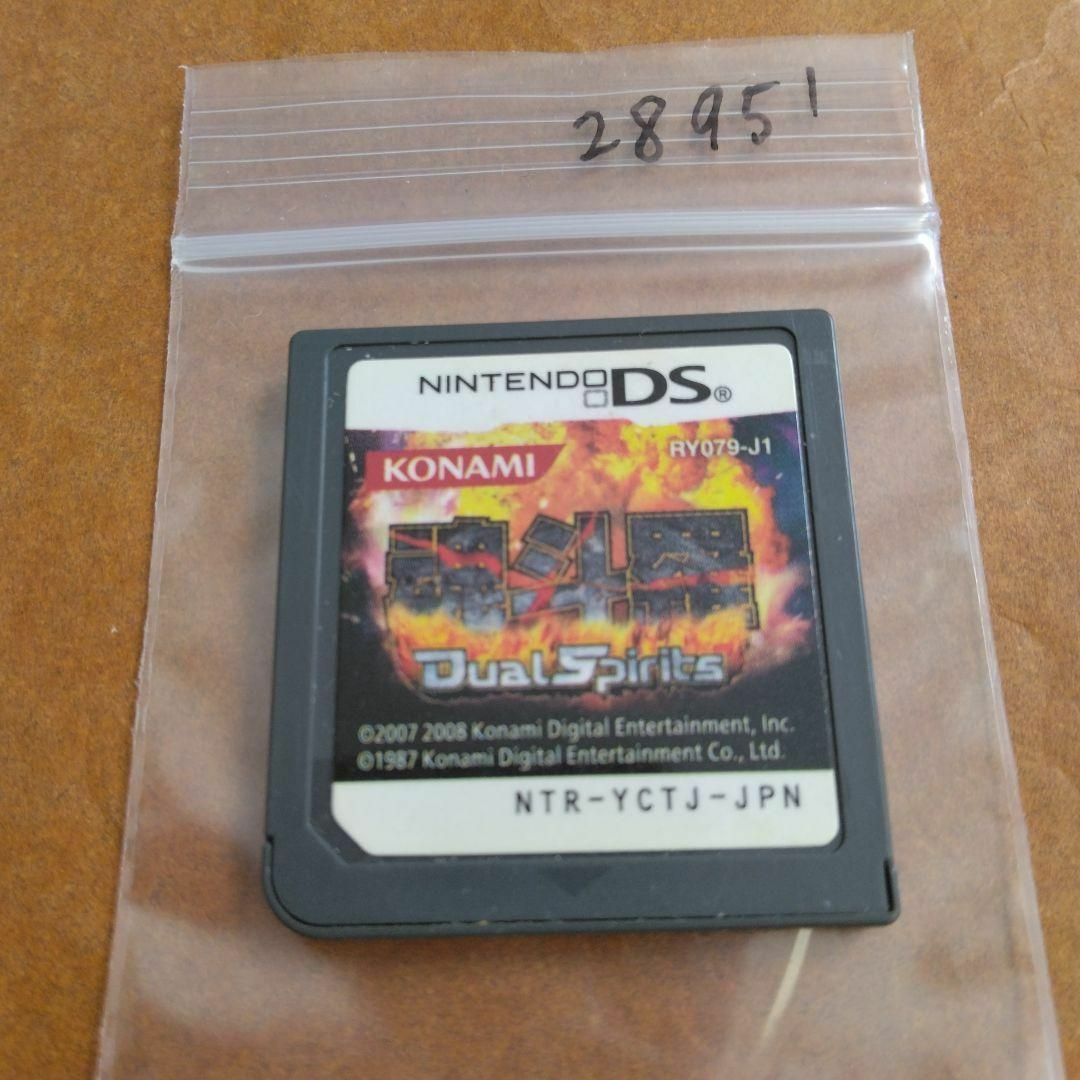 28951
NINTENDO DS®
RY079-J1
KONAMI
魂斗羅
Dual Spirits
©2007 2008 Konami Digital Entertainment, Inc.
©1987 Konami Digital Entertainment Co., Ltd.
NTR-YCTJ-JPN